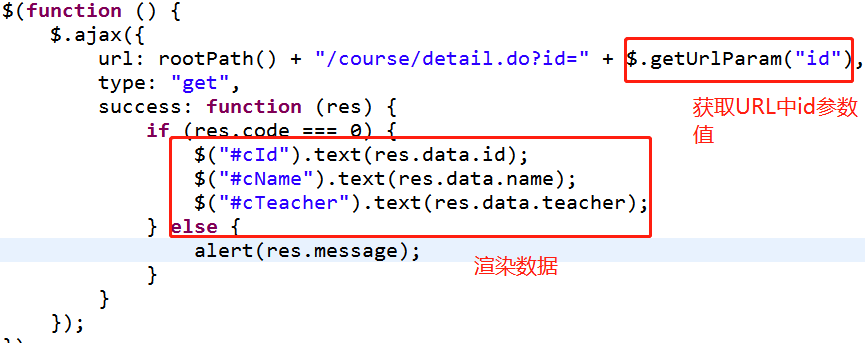 $(function () {
    $.ajax({
        url: rootPath() + "/course/detail.do?id=" + $.getUrlParam("id"),
        type: "get",
        success: function (res) {
获取URL中id参数
值
            if (res.code === 0) {
                $("#cId").text(res.data.id);
                $("#cName").text(res.data.name);
                $("#cTeacher").text(res.data.teacher);
            } else {
                alert(res.message);
渲染数据
            }
        }
    });
})